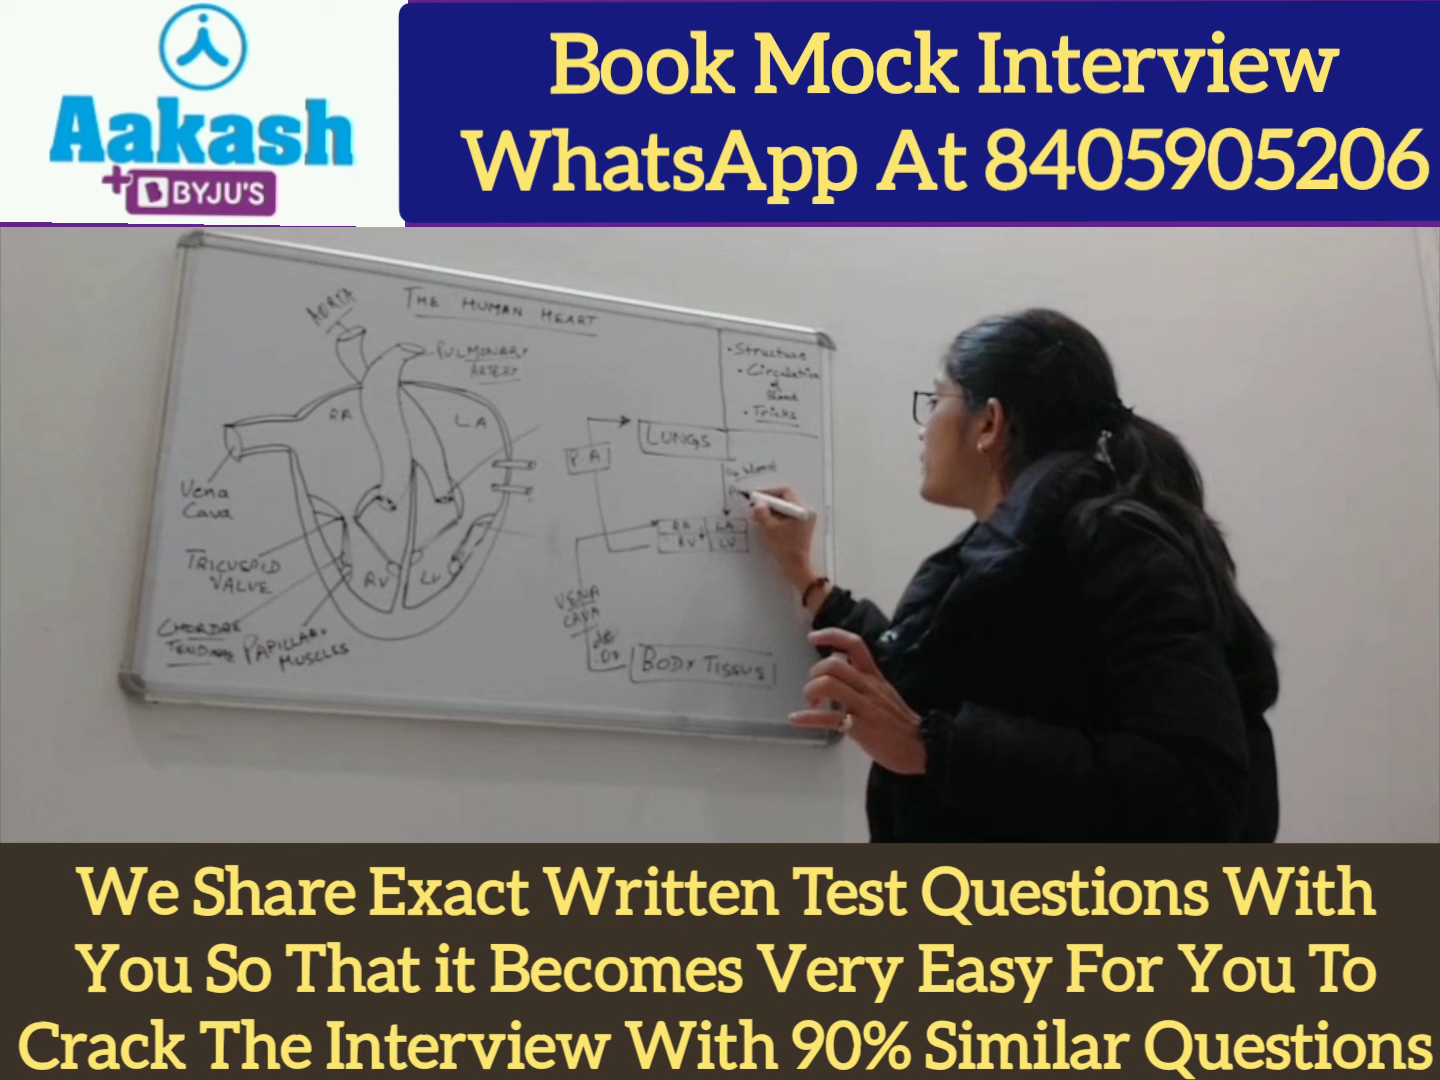 Aakash
+BYJU'S
Book Mock Interview
WhatsApp At 8405905206
THE HUMAN HEART
AORTA
PULMONARY
ARTERY
RA
LA
Vena
Cava
TRICUSPID
VALVE
CHORDAE
TENDINAE
PAPILLARY
MUSCLES
RV
LV
• Structure
• Circulation
of
Blood
• Tricks
LUNGS
P.A
RA
LA
RV
LV
VENA
CAVA
BODY TISSUE
We Share Exact Written Test Questions With
You So That it Becomes Very Easy For You To
Crack The Interview With 90% Similar Questions